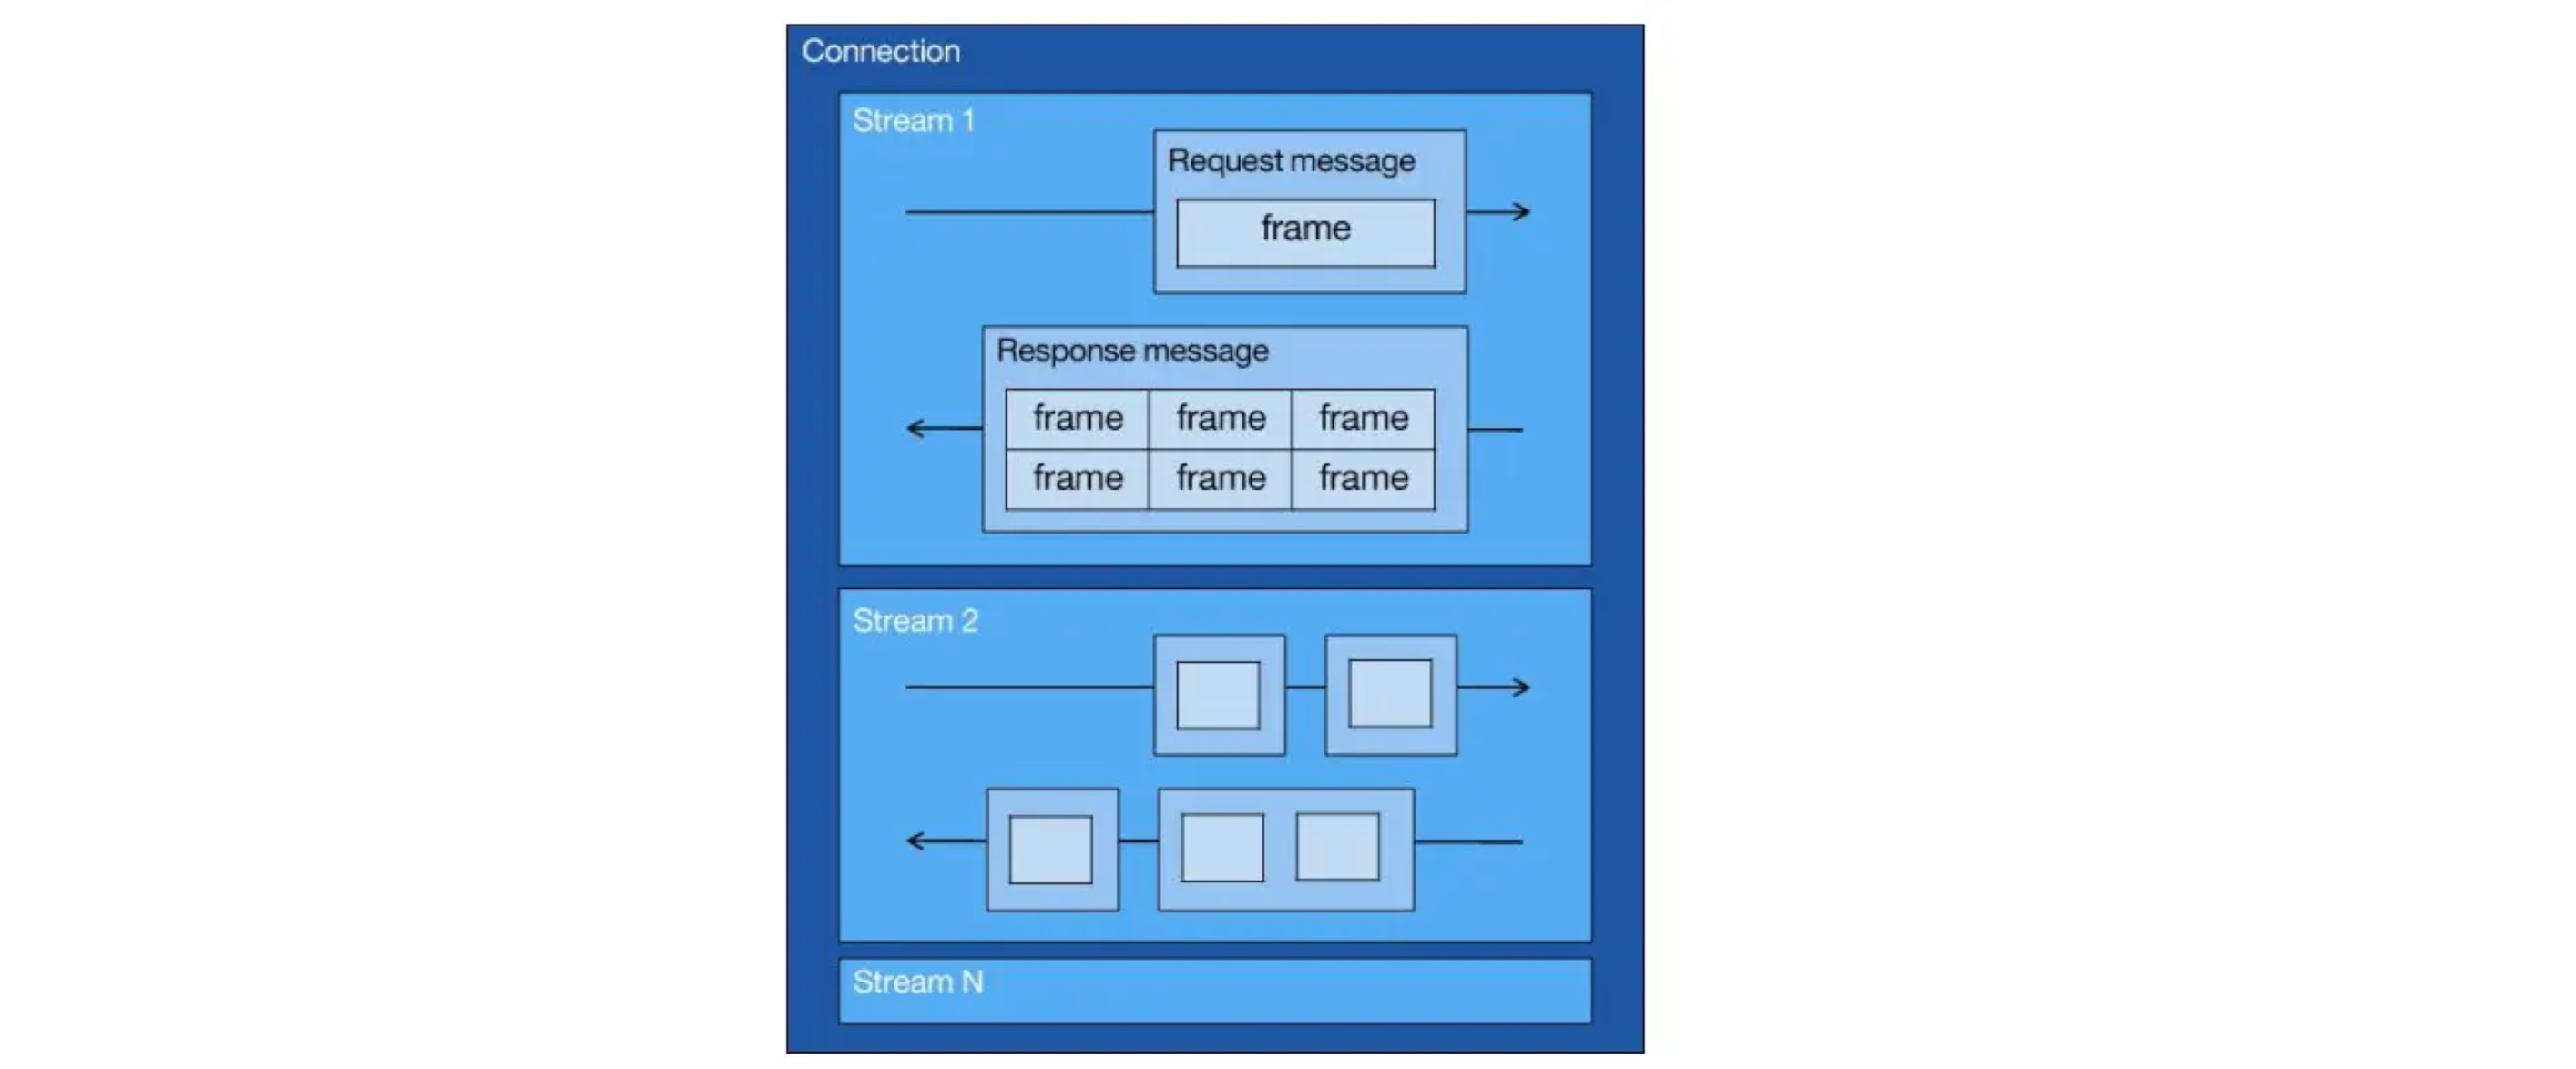 Connection
Stream 1
Request message
frame
Response message
frame frame frame
frame frame frame
Stream 2
Stream N